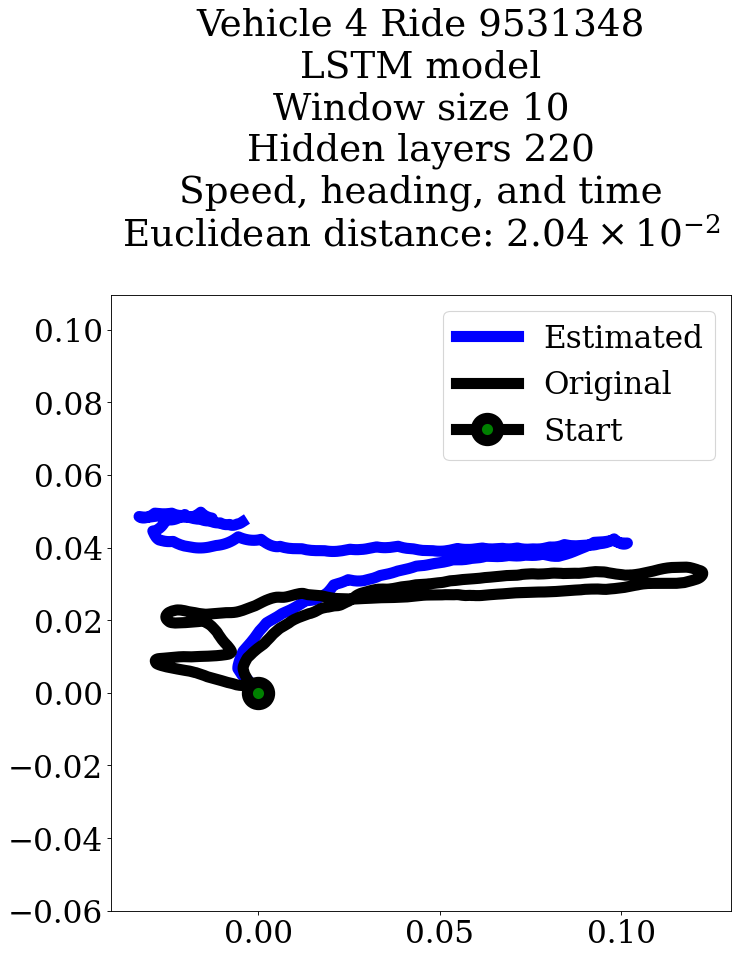 Vehicle 4 Ride 9531348
LSTM model
Window size 10
Hidden layers 220
Speed, heading, and time
Euclidean distance: 2.04 × 10⁻²
Estimated
Original
Start
0.10
0.08
0.06
0.04
0.02
0.00
−0.02
−0.04
−0.06
0.00 0.05 0.10